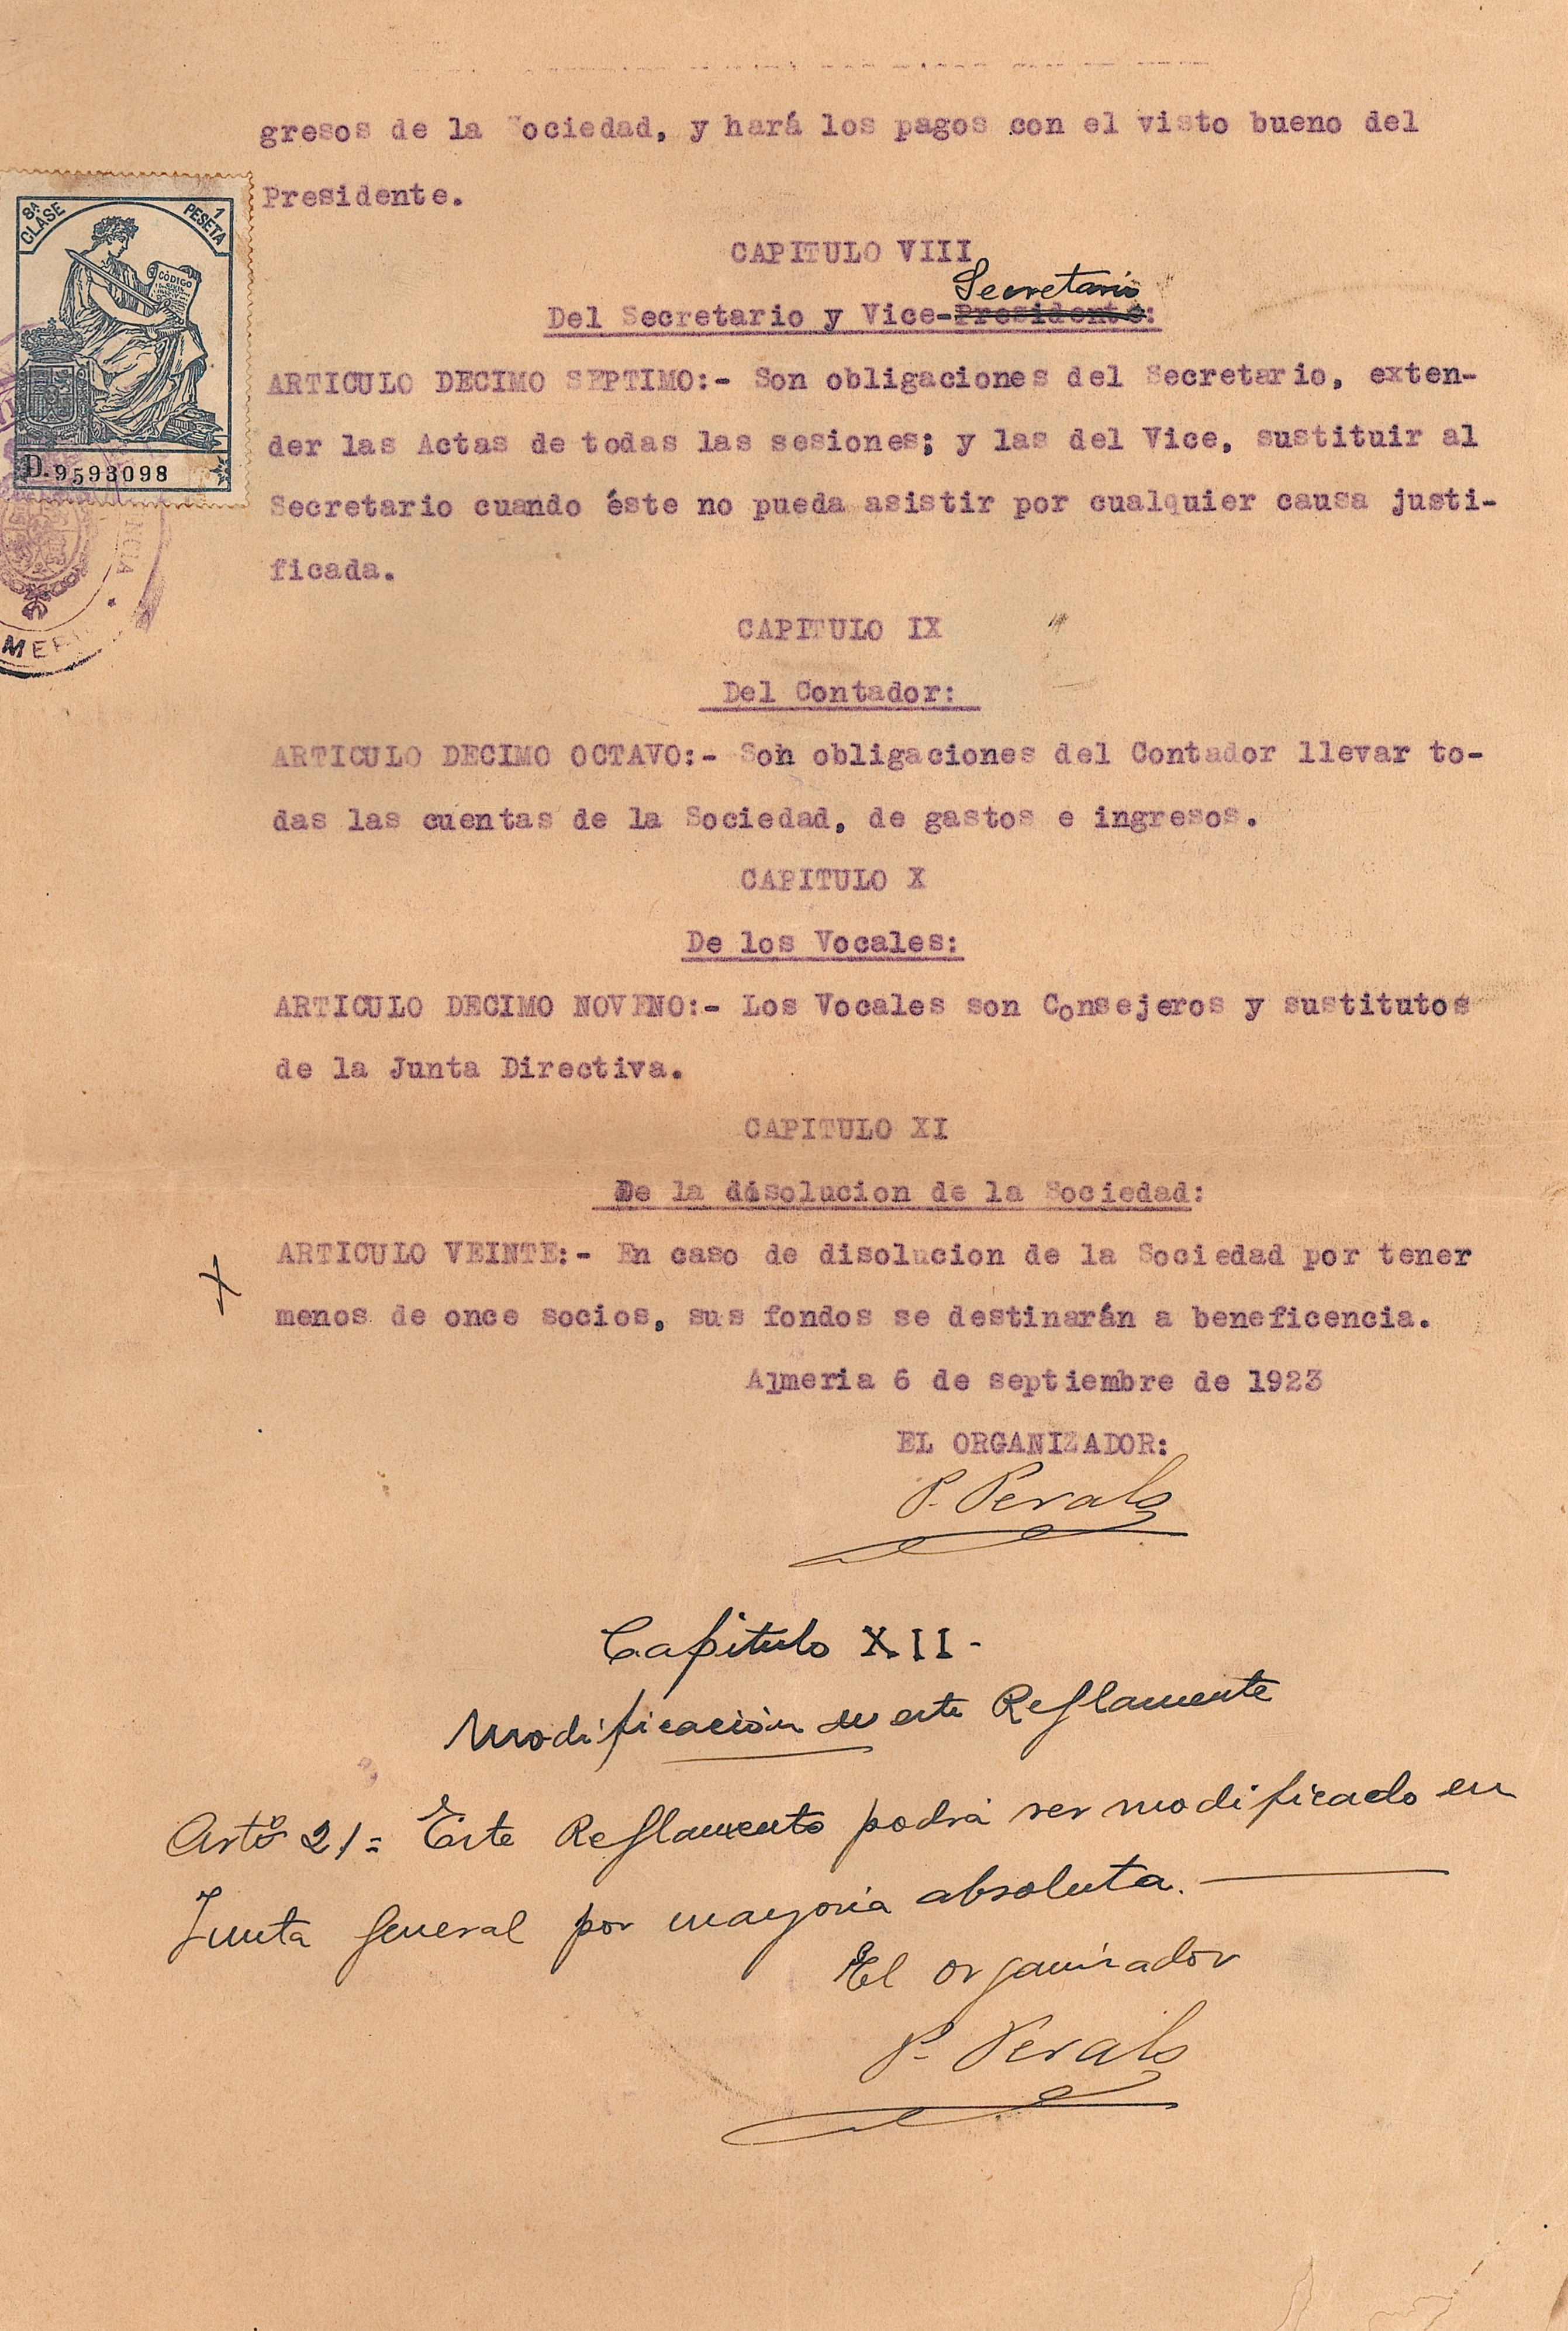 gresos de la Sociedad, y hará los pagos con el visto bueno del
Presidente.
8ª CLASE
1 PESETA
CÓDIGO
D.9593098
CAPITULO VIII
Secretario
Del Secretario y Vice-Presidente:
ARTICULO DECIMO SEPTIMO:- Son obligaciones del Secretario, exten-
der las Actas de todas las sesiones; y las del Vice, sustituir al
Secretario cuando éste no pueda asistir por cualquier causa justi-
ficada.
CAPITULO IX
Del Contador:
ARTICULO DECIMO OCTAVO:- Son obligaciones del Contador llevar to-
das las cuentas de la Sociedad, de gastos e ingresos.
CAPITULO X
De los Vocales:
ARTICULO DECIMO NOVENO:- Los Vocales son Consejeros y sustitutos
de la Junta Directiva.
CAPITULO XI
De la disolucion de la Sociedad:
ARTICULO VEINTE:- En caso de disolucion de la Sociedad por tener
menos de once socios, sus fondos se destinarán a beneficencia.
Almeria 6 de septiembre de 1923
EL ORGANIZADOR:
P. Perals
Capitulo XII-
Modificación de este Reglamento
Artº 21= Este Reglamento podrá ser modificado en
Junta General por mayoria absoluta.
El organizador
P. Perals